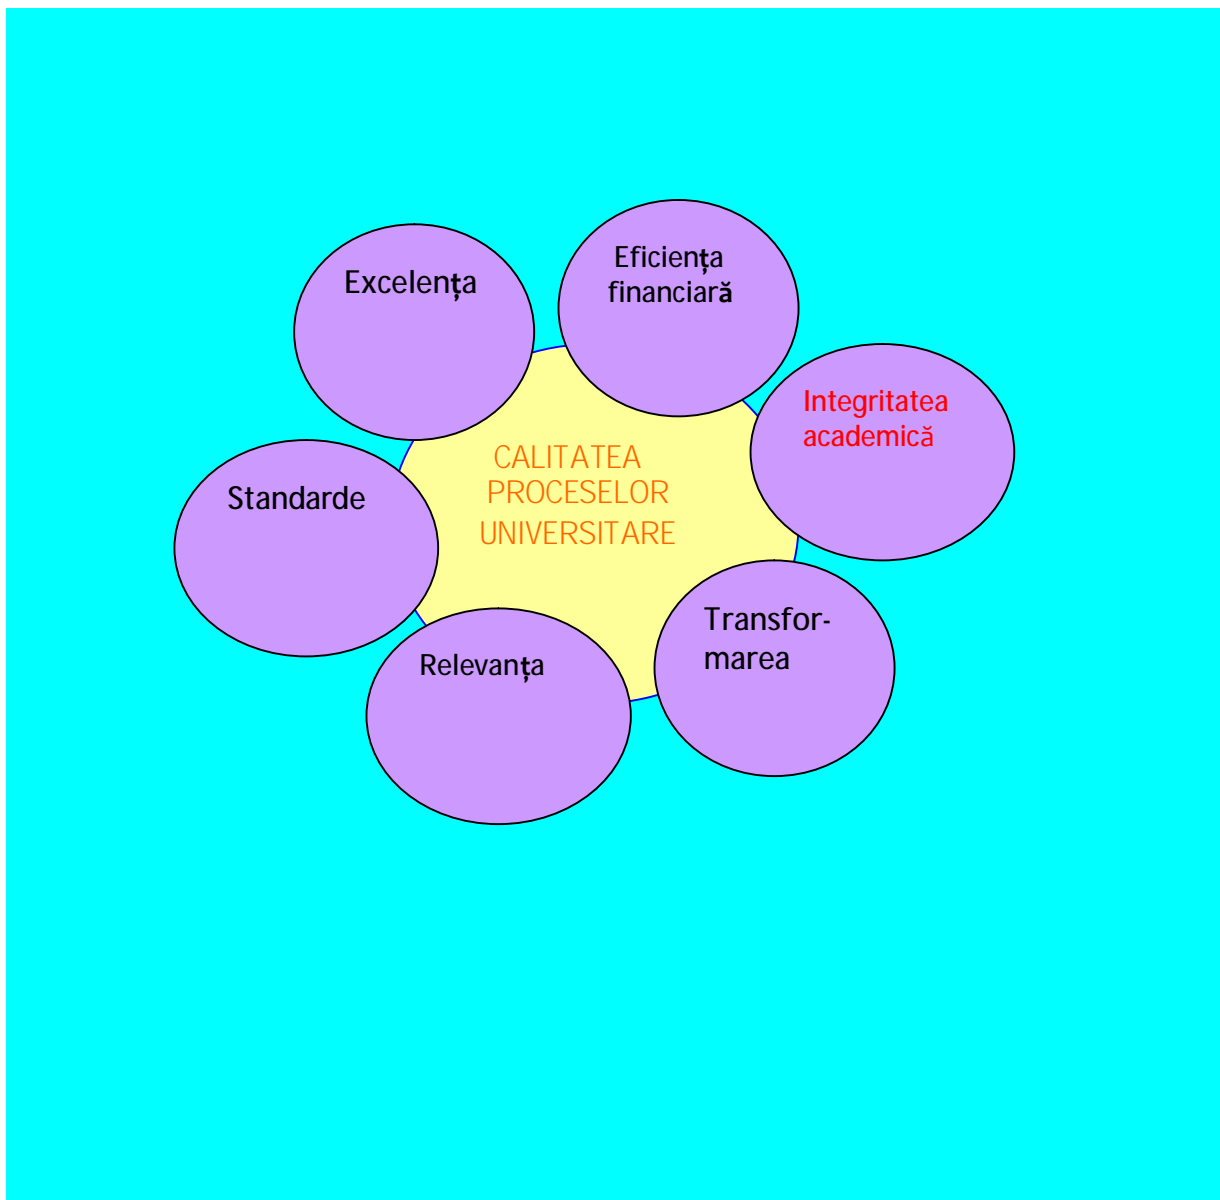 Eficiența
financiară
Excelența
Integritatea
academică
CALITATEA
PROCESELOR
UNIVERSITARE
Standarde
Transfor-
marea
Relevanța